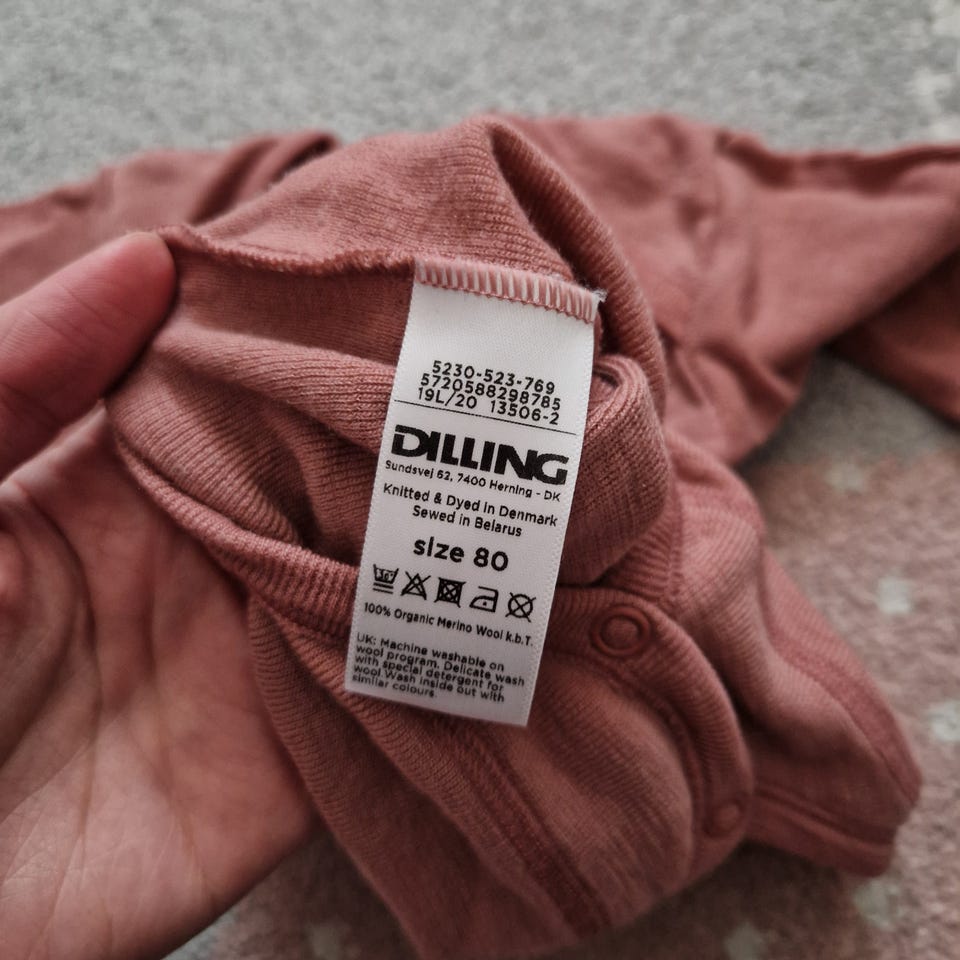 5230-523-769
5720588298785
19L/20 13506-2
DILLING
Sundsvej 62, 7400 Herning - DK
Knitted & Dyed in Denmark
Sewed in Belarus
size 80
30°
100% Organic Merino Wool k.b.T.
UK: Machine washable on
wool program. Delicate wash
with special detergent for
wool Wash inside out with
similar colours.